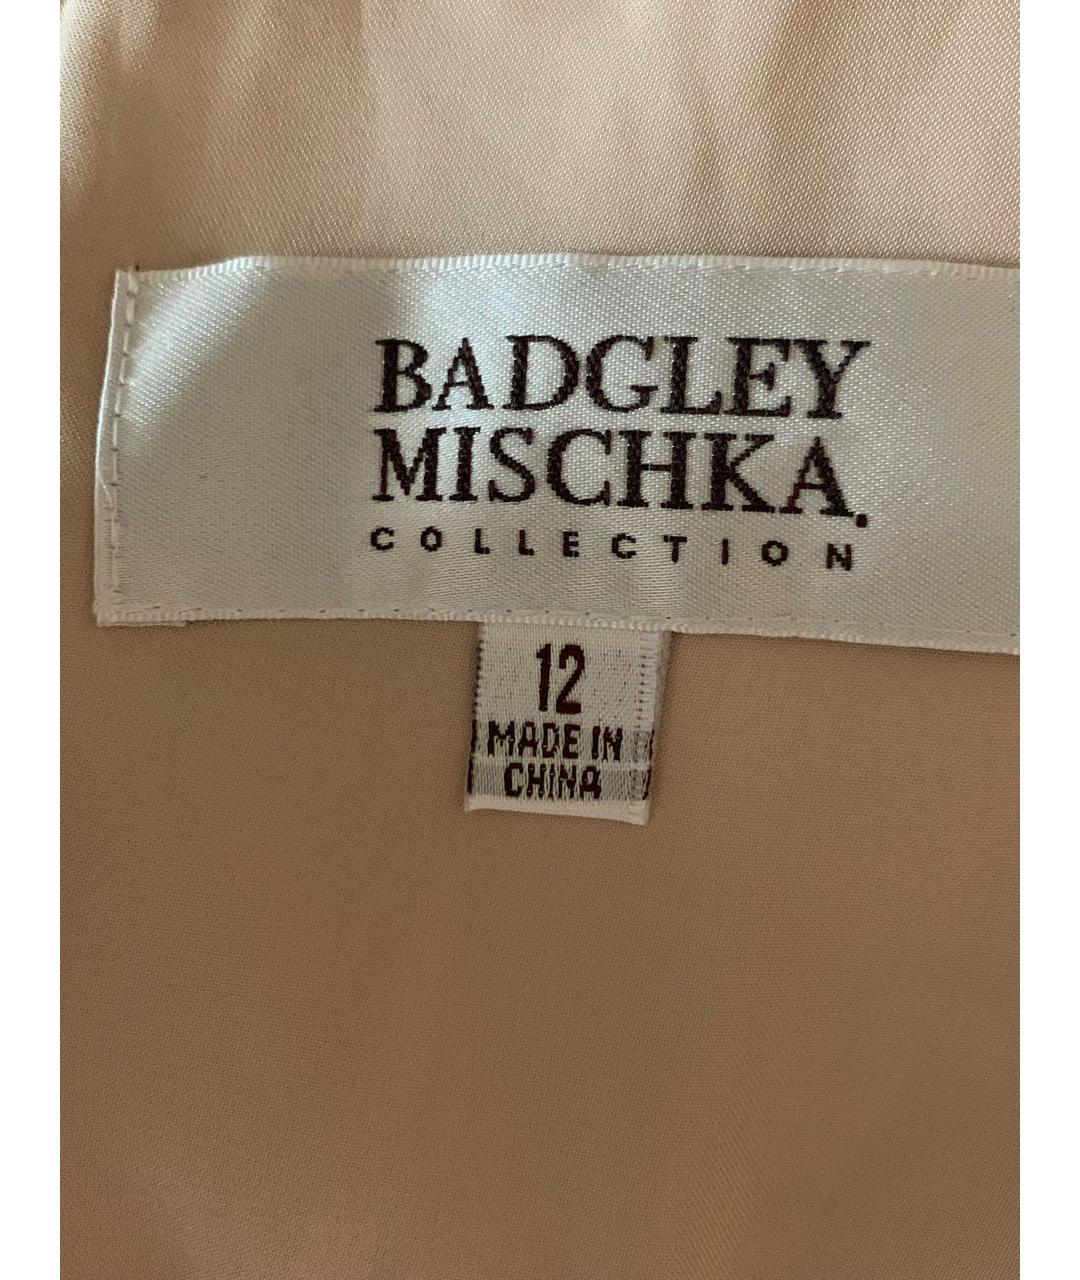 BADGLEY
MISCHKA.
COLLECTION
12
MADE IN
CHINA